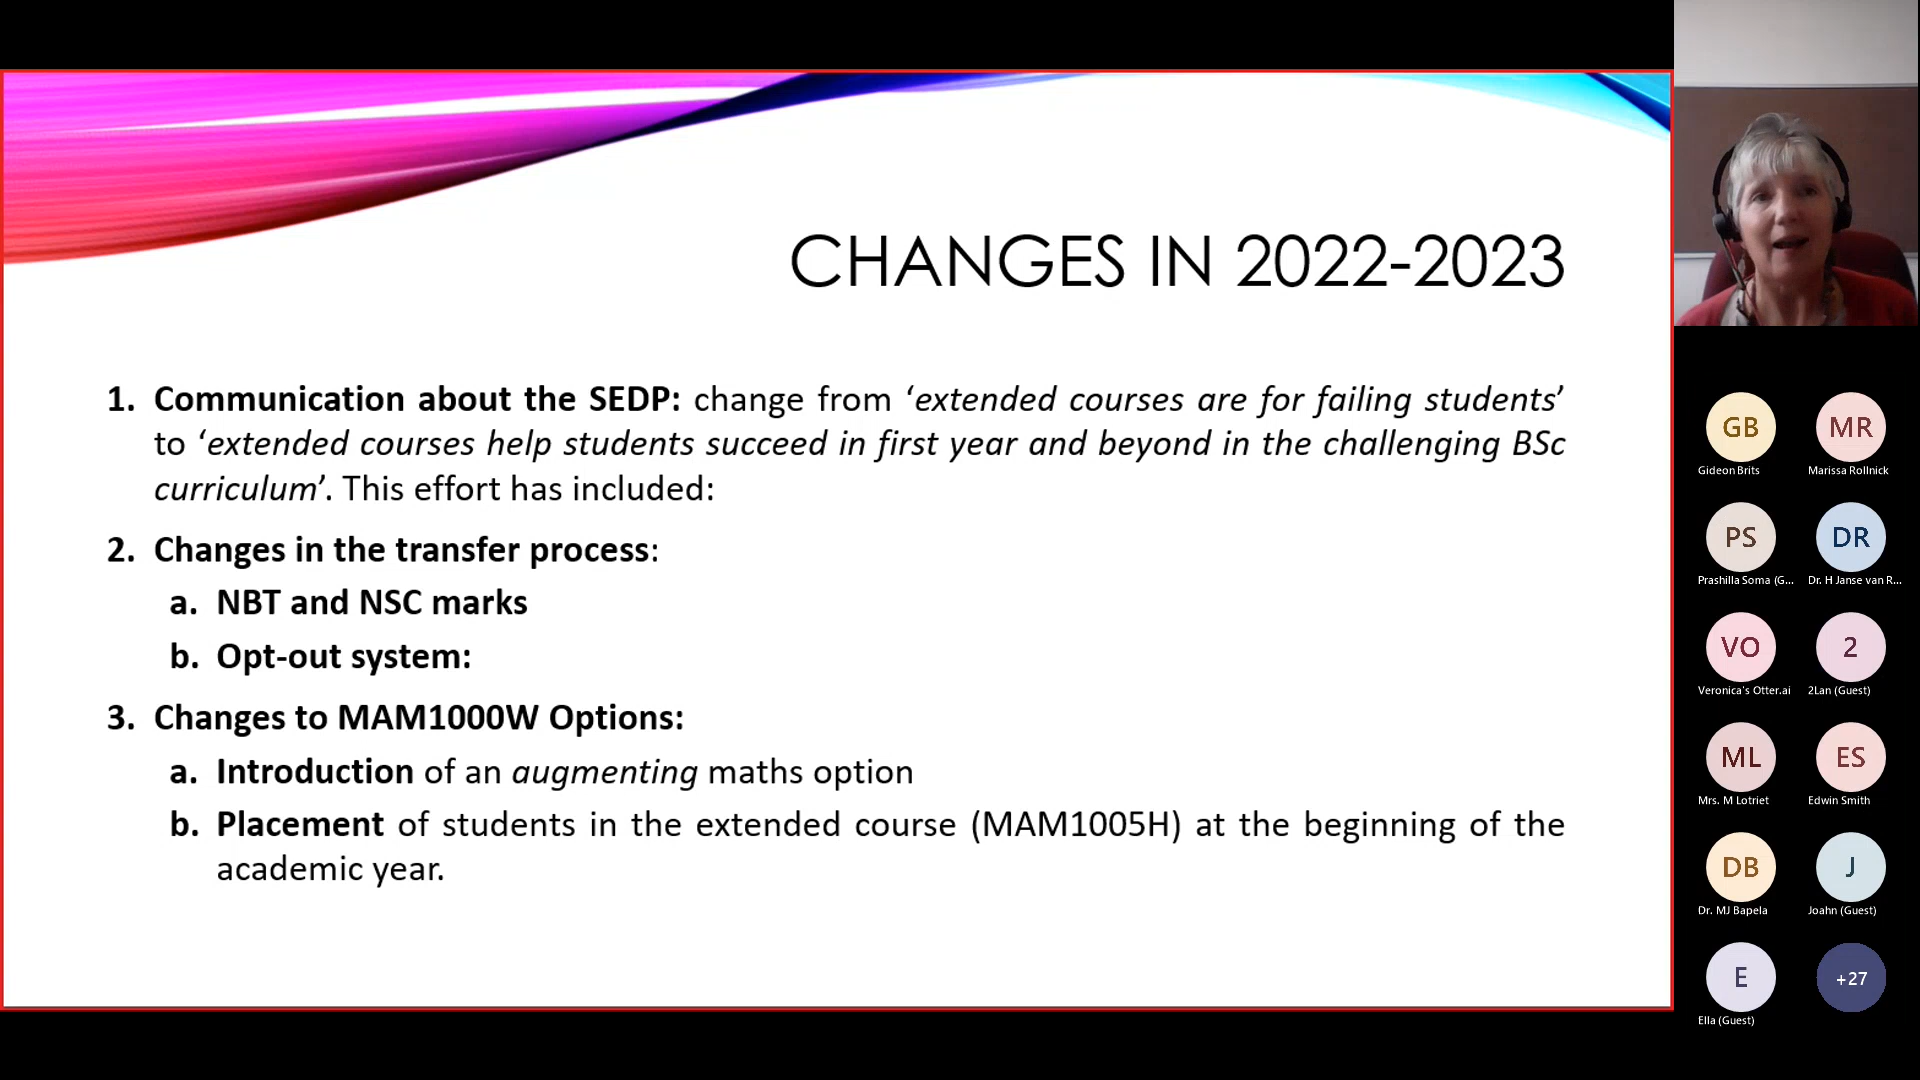 CHANGES IN 2022-2023
1. Communication about the SEDP: change from ‘extended courses are for failing students’
to ‘extended courses help students succeed in first year and beyond in the challenging BSc
curriculum’. This effort has included:
2. Changes in the transfer process:
a. NBT and NSC marks
b. Opt-out system:
3. Changes to MAM1000W Options:
a. Introduction of an augmenting maths option
b. Placement of students in the extended course (MAM1005H) at the beginning of the
academic year.
GB
MR
Gideon Brits
Marissa Rollnick
PS
DR
Prashilla Soma (G...
Dr. H Janse van R...
VO
2
Veronica's Otter.ai
2Lan (Guest)
ML
ES
Mrs. M Lotriet
Edwin Smith
DB
J
Dr. MJ Bapela
Joahn (Guest)
E
+27
Ella (Guest)